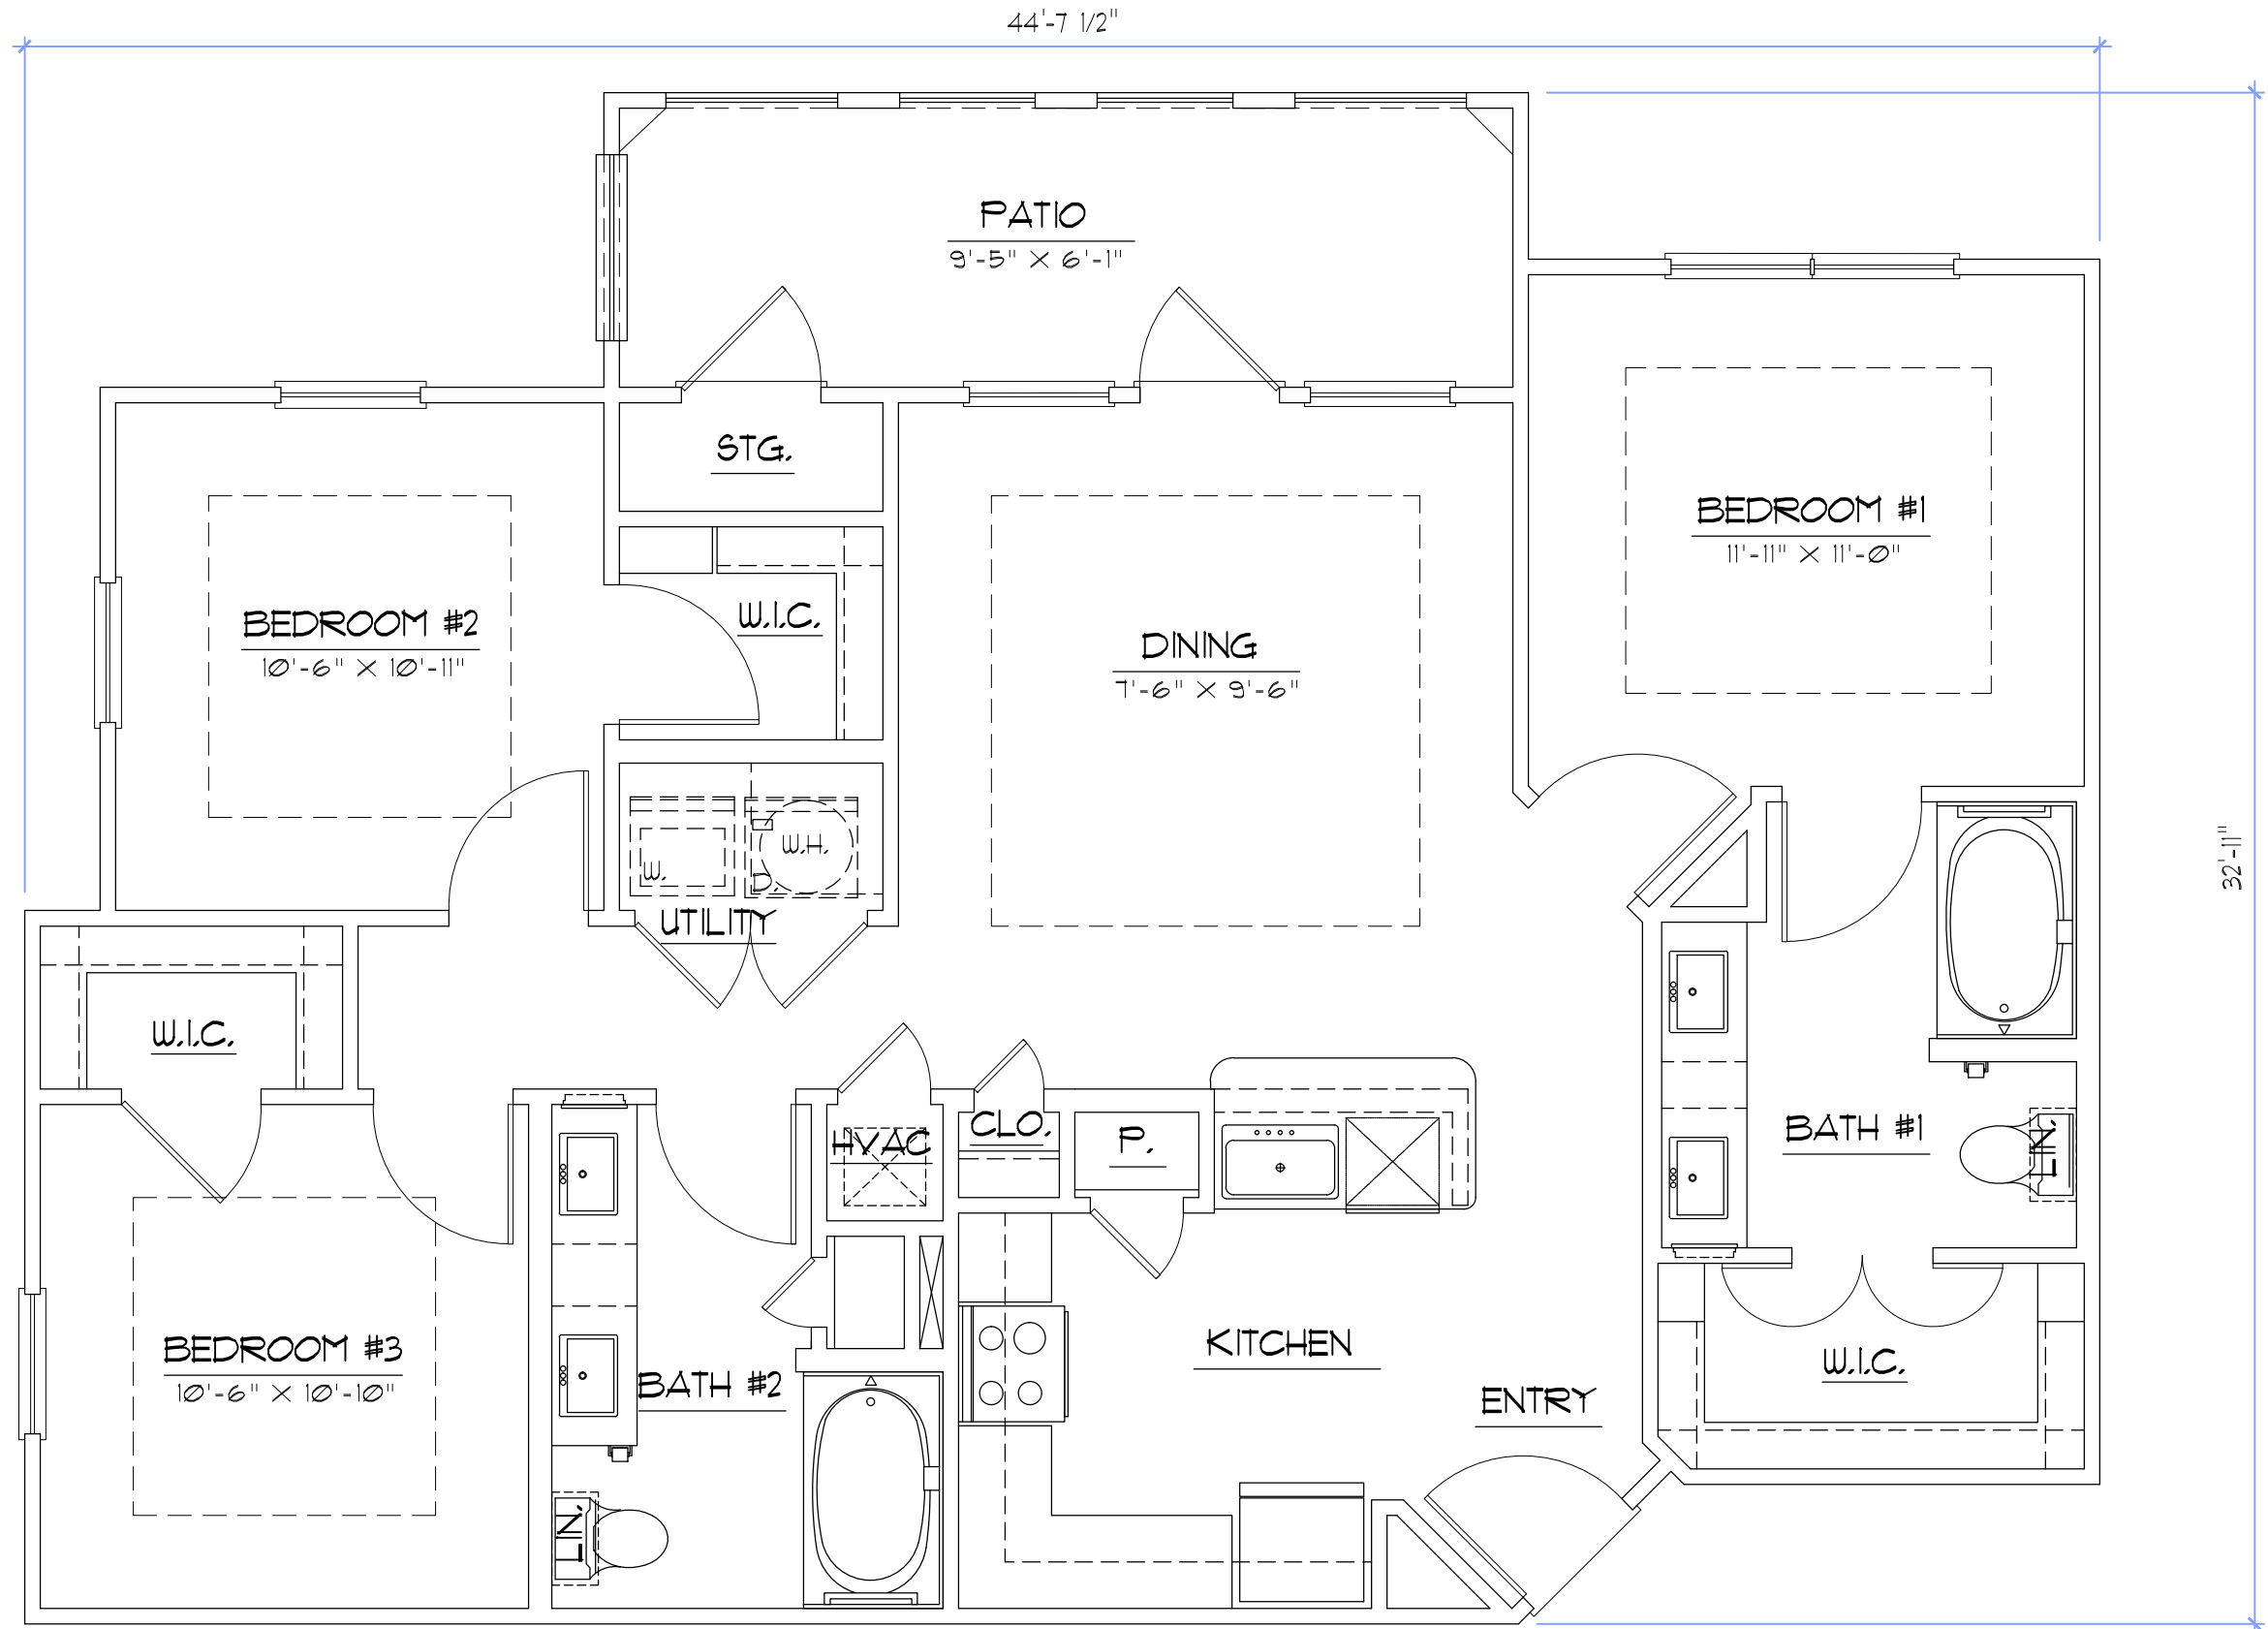 44'-7 1/2"
PATIO
9'-5" X 6'-1"
STG.
BEDROOM #1
11'-11" X 11'-0"
BEDROOM #2
10'-6" X 10'-11"
W.I.C.
DINING
7'-6" X 9'-6"
W.
W.H.
D.
UTILITY
32'-11"
W.I.C.
HVAC
CLO.
P.
BATH #1
LIN.
BEDROOM #3
10'-6" X 10'-10"
BATH #2
KITCHEN
W.I.C.
ENTRY
LIN.